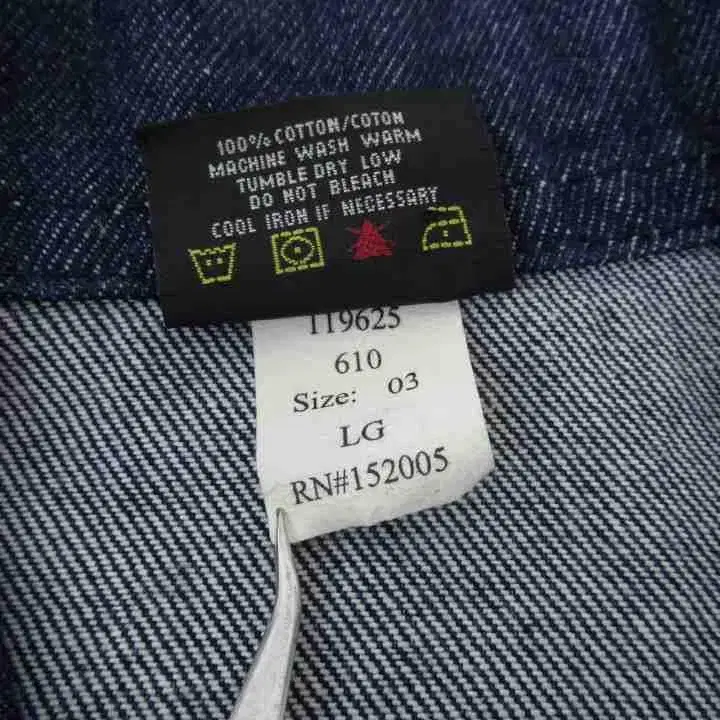 100% COTTON/COTON
MACHINE WASH WARM
TUMBLE DRY LOW
DO NOT BLEACH
COOL IRON IF NECESSARY
119625
610
Size: 03
LG
RN#152005